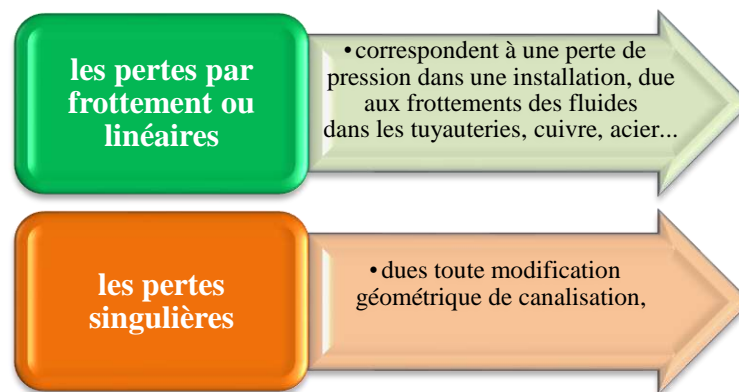 les pertes par
frottement ou
linéaires
•correspondent à une perte de
pression dans une installation, due
aux frottements des fluides
dans les tuyauteries, cuivre, acier...
les pertes
singulières
•dues toute modification
géométrique de canalisation,